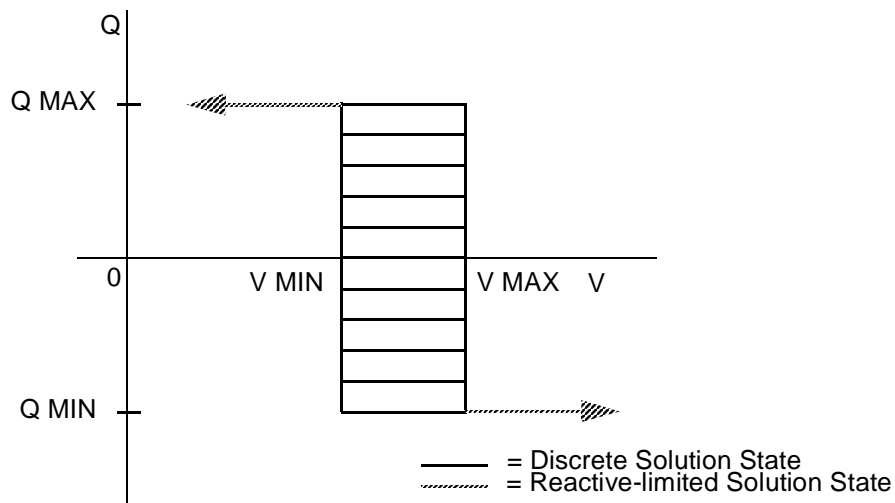 Q
Q MAX
0
V MIN
V MAX
V
Q MIN
= Discrete Solution State
= Reactive-limited Solution State